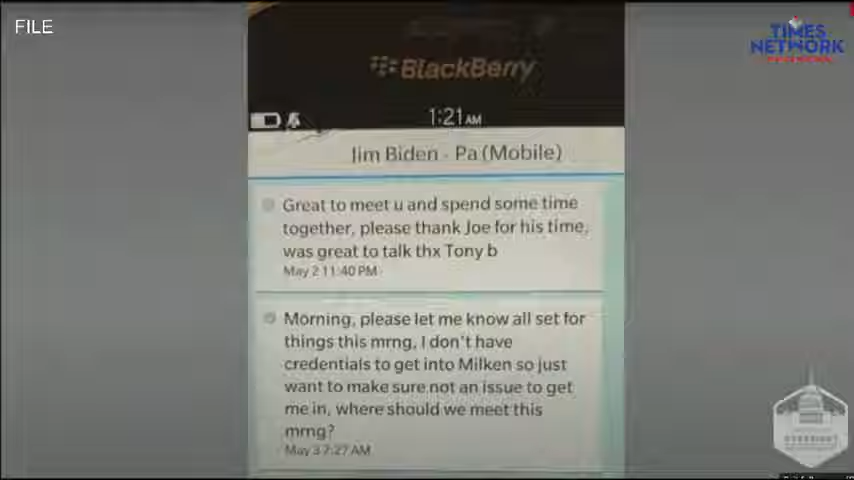 FILE
TIMES
NETWORK
BlackBerry
1:21 AM
Jim Biden - Pa (Mobile)
Great to meet u and spend some time
together, please thank Joe for his time,
was great to talk thx Tony b
May 2 11:40 PM
Morning, please let me know all set for
things this mrng, I don't have
credentials to get into Milken so just
want to make sure not an issue to get
me in, where should we meet this
mrng?
May 3 7:27 AM
OVERSIGHT